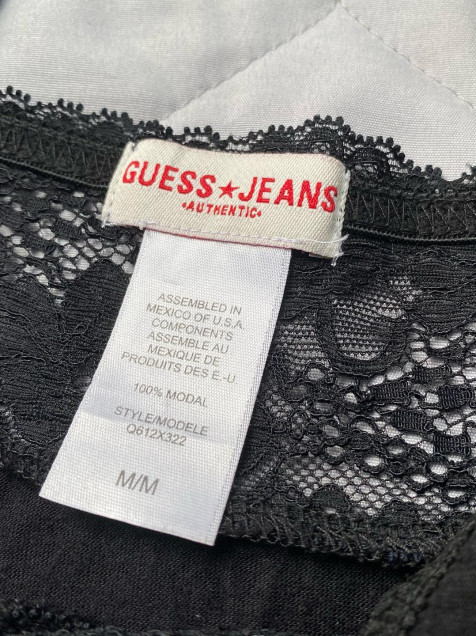 GUESS★JEANS
•AUTHENTIC•
ASSEMBLED IN
MEXICO OF U.S.A
COMPONENTS
ASSEMBLE AU
MEXIQUE DE
PRODUITS DES E.-U
100% MODAL
STYLE/MODELE
Q612X322
M/M